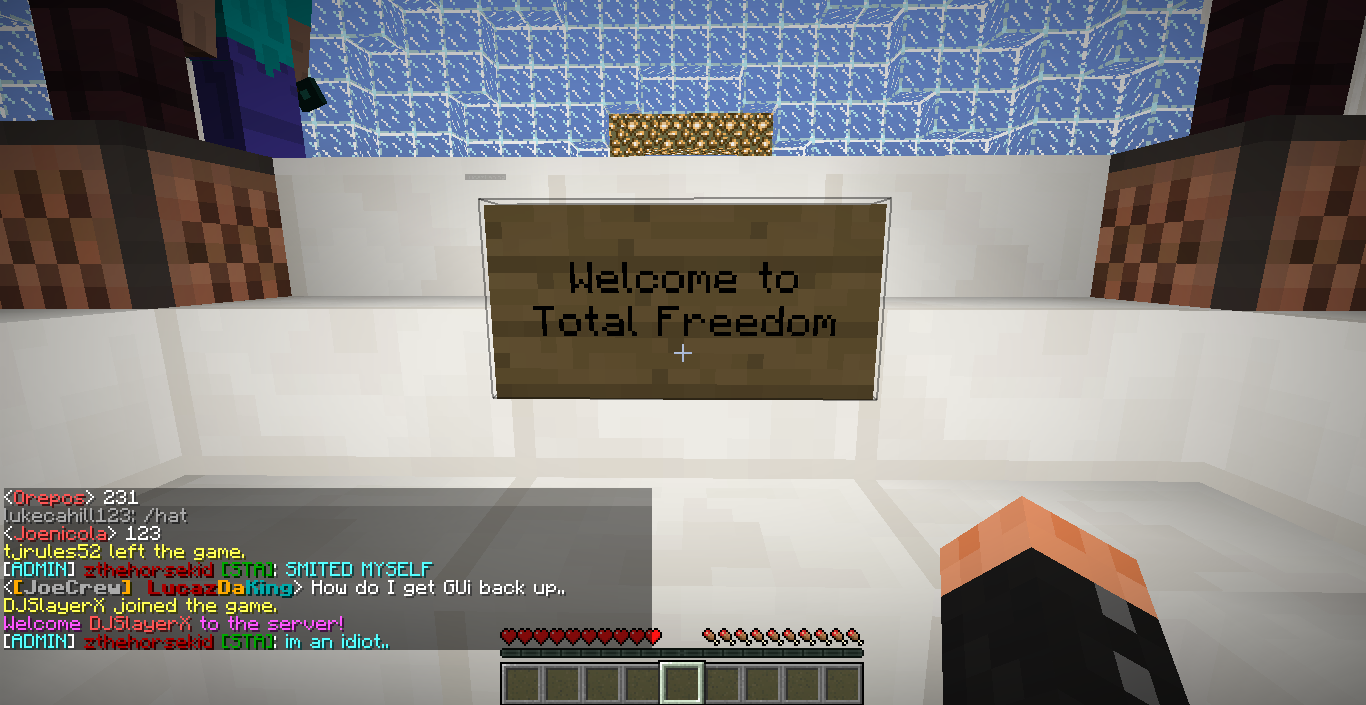 Welcome to
Total Freedom
<Orepos> 231
lukecahill123: /hat
<Joenicola> 123
tjrules52 left the game.
[ADMIN] zthehorsekid [STA]: SMITED MYSELF
<[JoeCrew] LucazDaKing> How do I get GUi back up..
DJSlayerX joined the game.
Welcome DJSlayerX to the server!
[ADMIN] zthehorsekid [STA]: im an idiot..